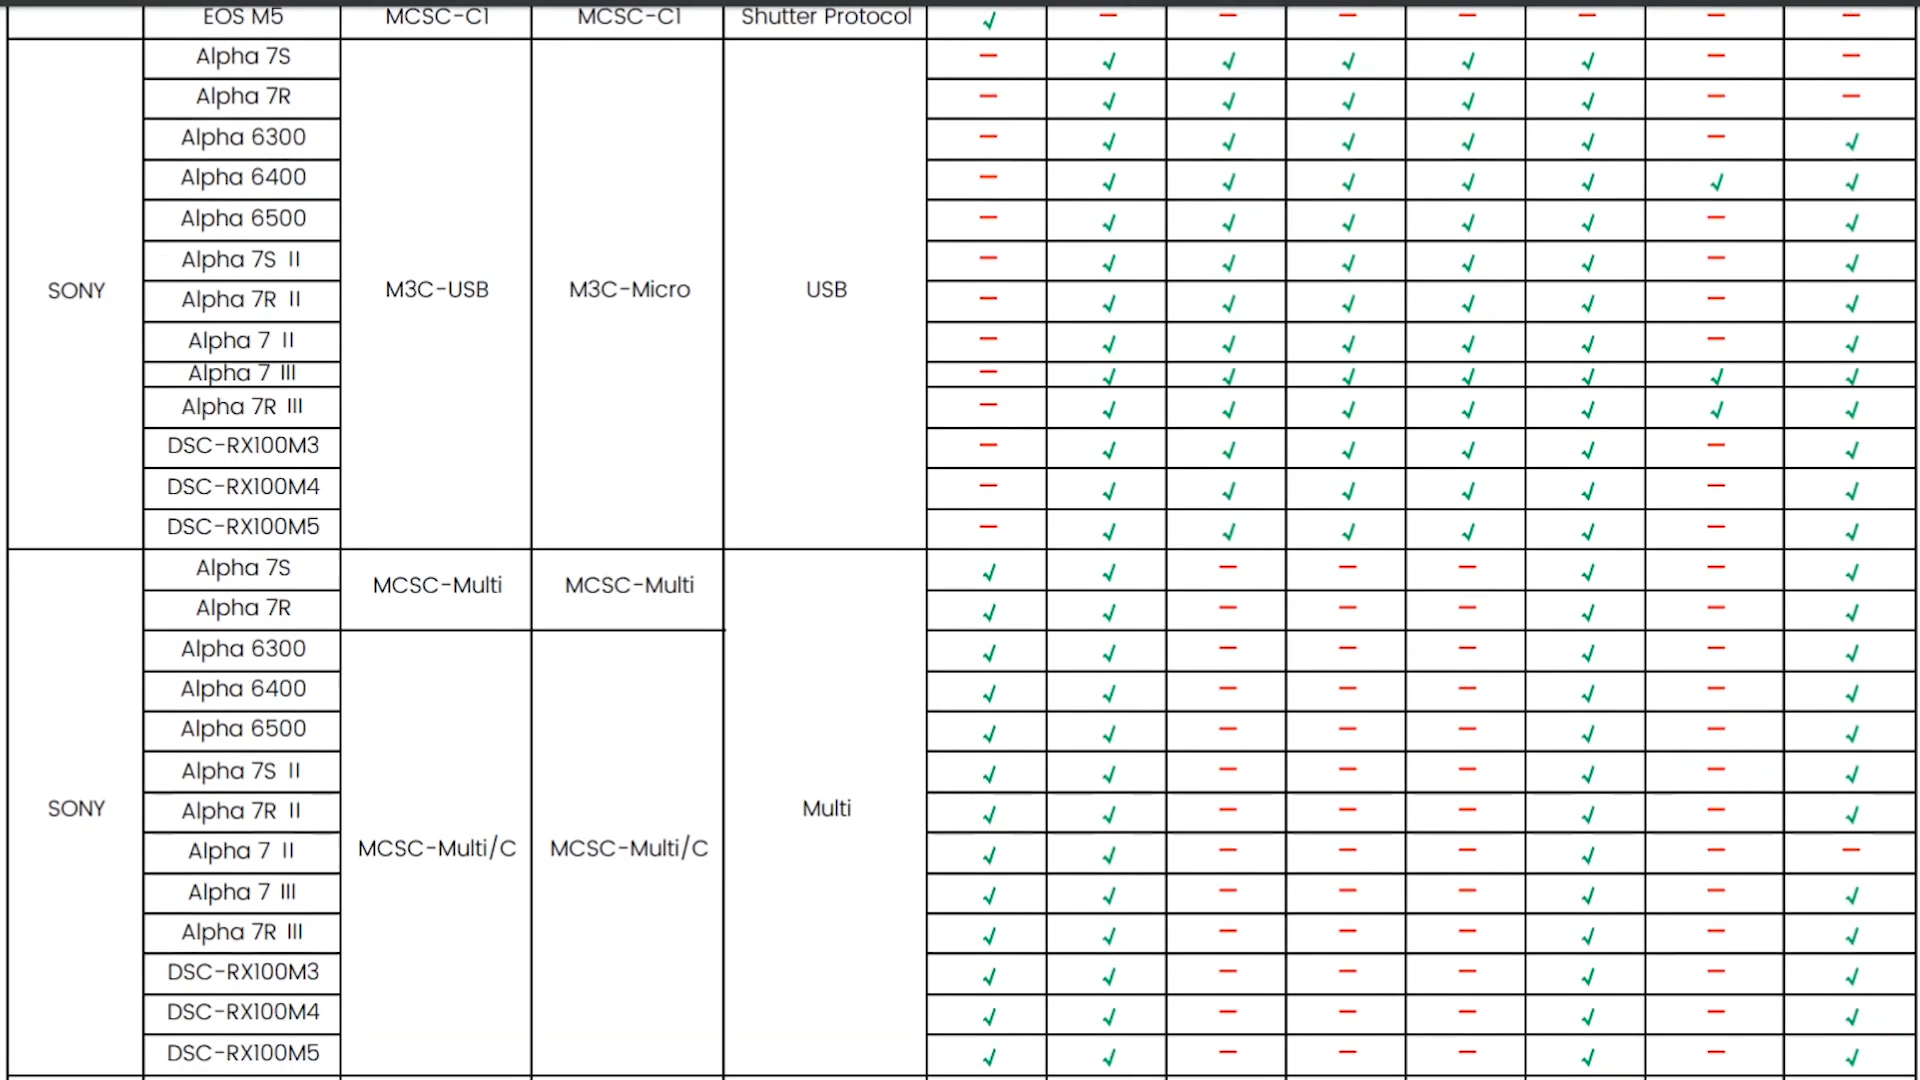 EOS M5 MCSC-C1 MCSC-C1 Shutter Protocol √ — — — — — — —
Alpha 7S — √ √ √ √ √ — —
Alpha 7R — √ √ √ √ √ — —
Alpha 6300 — √ √ √ √ √ — √
Alpha 6400 — √ √ √ √ √ √ √
Alpha 6500 — √ √ √ √ √ — √
Alpha 7S II — √ √ √ √ √ — √
SONY Alpha 7R II M3C-USB M3C-Micro USB — √ √ √ √ √ — √
Alpha 7 II — √ √ √ √ √ — √
Alpha 7 III — √ √ √ √ √ √ √
Alpha 7R III — √ √ √ √ √ √ √
DSC-RX100M3 — √ √ √ √ √ — √
DSC-RX100M4 — √ √ √ √ √ — √
DSC-RX100M5 — √ √ √ √ √ — √
Alpha 7S MCSC-Multi MCSC-Multi √ √ — — — √ — √
Alpha 7R √ √ — — — √ — √
Alpha 6300 √ √ — — — √ — √
Alpha 6400 √ √ — — — √ — √
Alpha 6500 √ √ — — — √ — √
Alpha 7S II √ √ — — — √ — √
SONY Alpha 7R II Multi √ √ — — — √ — √
Alpha 7 II MCSC-Multi/C MCSC-Multi/C √ √ — — — √ — —
Alpha 7 III √ √ — — — √ — √
Alpha 7R III √ √ — — — √ — √
DSC-RX100M3 √ √ — — — √ — √
DSC-RX100M4 √ √ — — — √ — √
DSC-RX100M5 √ √ — — — √ — √